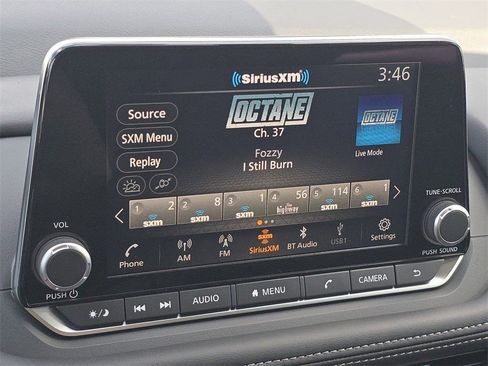 SiriusXM
3:46
OCTANE
Source
Ch. 37
OCTANE
SXM Menu
Fozzy
Live Mode
Replay
I Still Burn
1 2 sxm
2 8 sxm
3 1 sxm
4 56 highway
5 114 sxm
6 1 sxm
TUNE-SCROLL
VOL
Phone
AM
FM
SiriusXM
BT Audio
USB1
Settings
PUSH
PUSH SOUND
AUDIO
MENU
CAMERA